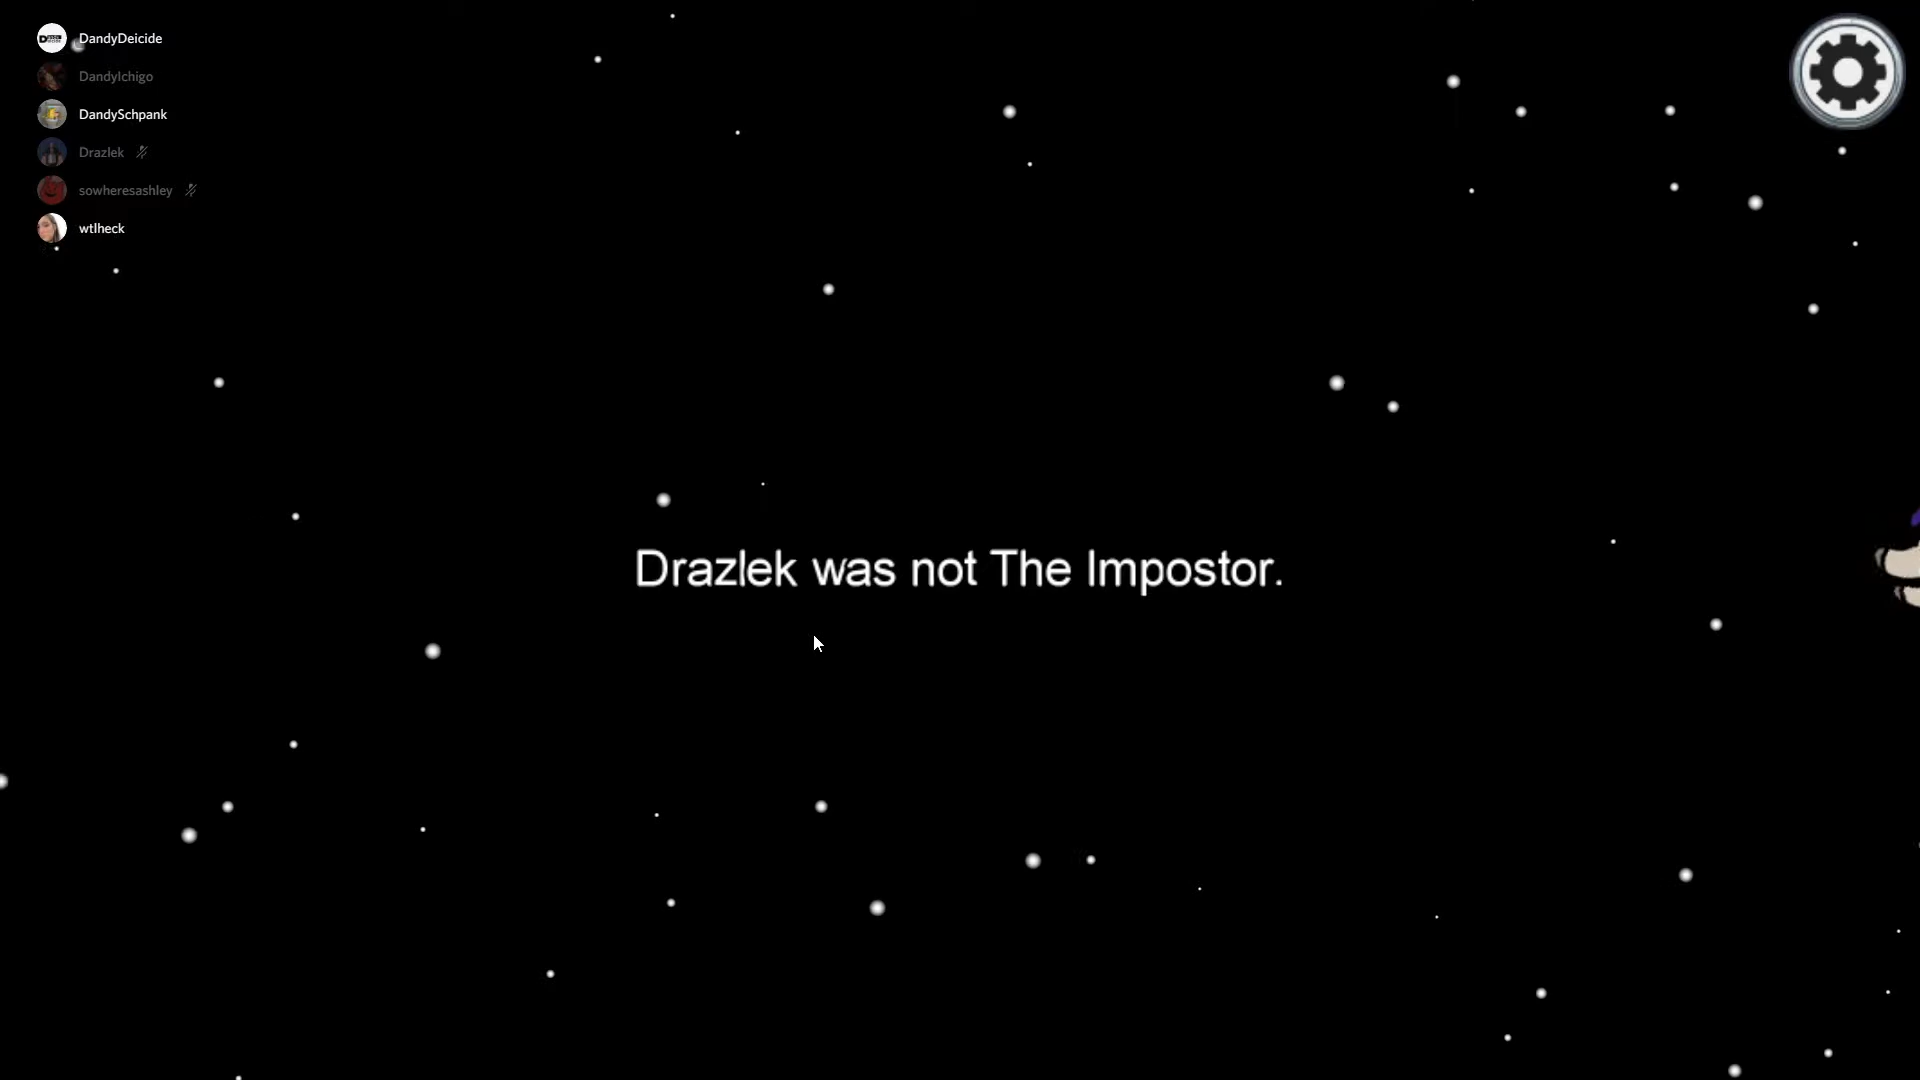 DandyDeicide
DandyIchigo
DandySchpank
Drazlek
sowheresashley
wtlheck
Drazlek was not The Impostor.